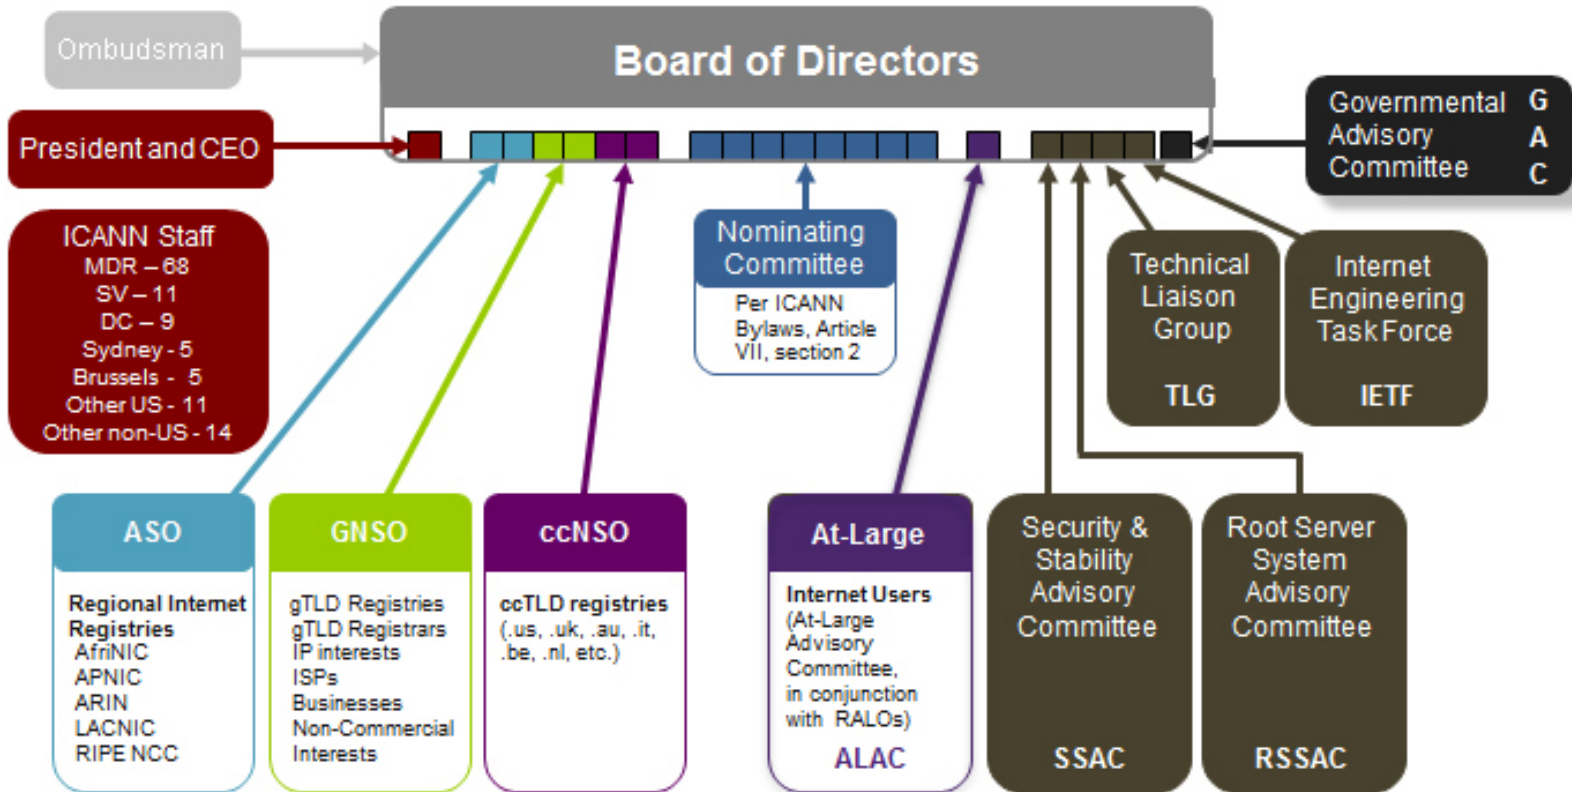 Ombudsman
Board of Directors
President and CEO
Governmental G
Advisory A
Committee C
ICANN Staff
MDR – 68
SV – 11
DC – 9
Sydney - 5
Brussels - 5
Other US - 11
Other non-US - 14
Nominating
Committee
Per ICANN
Bylaws, Article
VII, section 2
Technical
Liaison
Group
TLG
Internet
Engineering
Task Force
IETF
ASO
Regional Internet
Registries
AfriNIC
APNIC
ARIN
LACNIC
RIPE NCC
GNSO
gTLD Registries
gTLD Registrars
IP interests
ISPs
Businesses
Non-Commercial
Interests
ccNSO
ccTLD registries
(.us, .uk, .au, .it,
.be, .nl, etc.)
At-Large
Internet Users
(At-Large
Advisory
Committee,
in conjunction
with RALOs)
ALAC
Security &
Stability
Advisory
Committee
SSAC
Root Server
System
Advisory
Committee
RSSAC